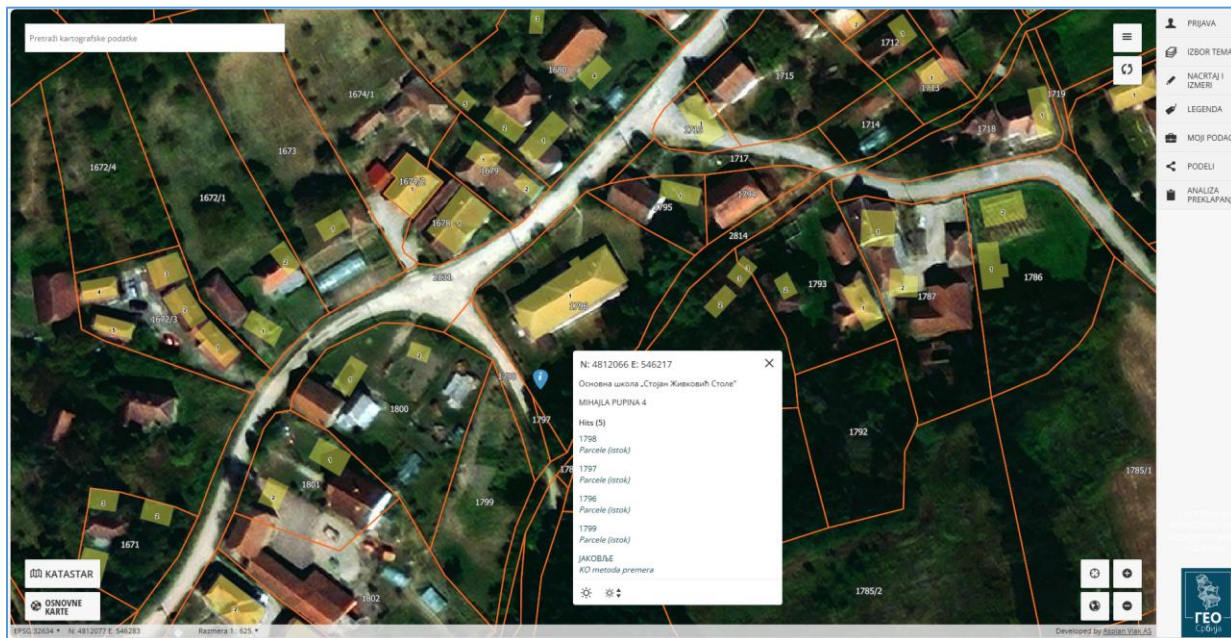 Pretraži kartografske podatke
PRIJAVA
IZBOR TEMA
NACRTAJ I
IZMERI
LEGENDA
MOJI PODAC
PODELI
ANALIZA
PREKLAPANJ
1680
1674/1
1673
1672/4
1672/1
1674/2
1679
1678
1715
1712
1713
1714
1718
1719
1717
1795
1794
2814
1793
1787
1786
1796
1672/3
1800
1797
1792
1785/1
1801
1799
1671
1802
1785/2
N: 4812066 E: 546217
Основна школа „Стојан Живковић Столе”
MIHAJLA PUPINA 4
Hits (5)
1798
Parcele (istok)
1797
Parcele (istok)
1796
Parcele (istok)
1799
Parcele (istok)
ЈАКОВЉЕ
KO metoda premera
KATASTAR
OSNOVNE
KARTE
EPSG 32634 N: 4812077 E: 546283 Razmera 1 : 625
Developed by Asplan Viak AS
ГЕО
Србија